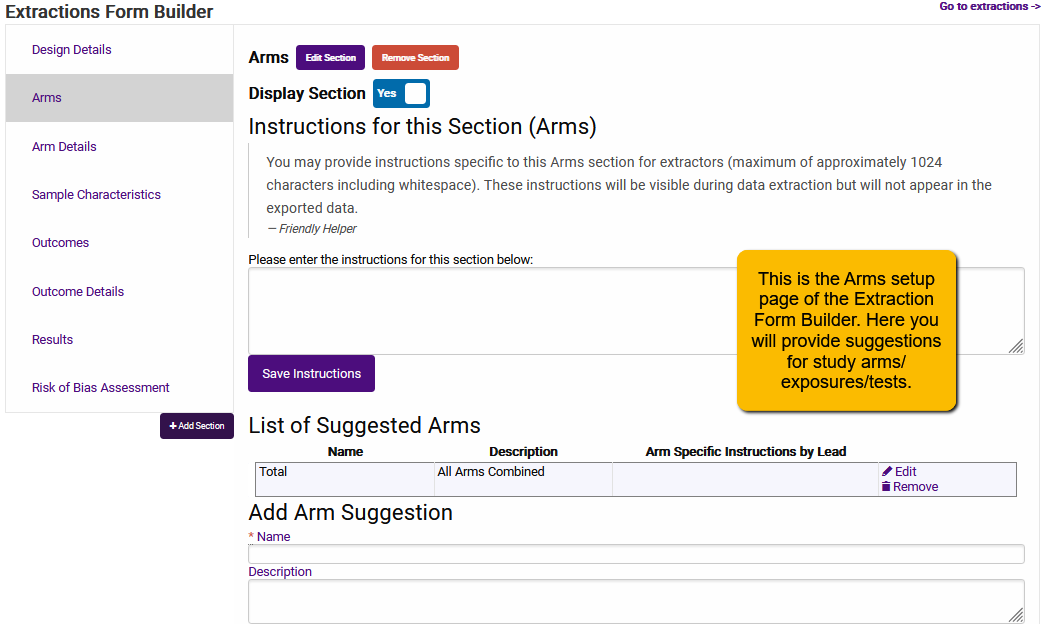 Extractions Form Builder
Go to extractions ->
Design Details
Arms
Arm Details
Sample Characteristics
Outcomes
Outcome Details
Results
Risk of Bias Assessment
+ Add Section
Arms Edit Section Remove Section
Display Section Yes
Instructions for this Section (Arms)
You may provide instructions specific to this Arms section for extractors (maximum of approximately 1024
characters including whitespace). These instructions will be visible during data extraction but will not appear in the
exported data.
— Friendly Helper
Please enter the instructions for this section below:
This is the Arms setup
page of the Extraction
Form Builder. Here you
will provide suggestions
for study arms/
exposures/tests.
Save Instructions
List of Suggested Arms
Name Description Arm Specific Instructions by Lead
Total All Arms Combined Edit
Remove
Add Arm Suggestion
* Name
Description